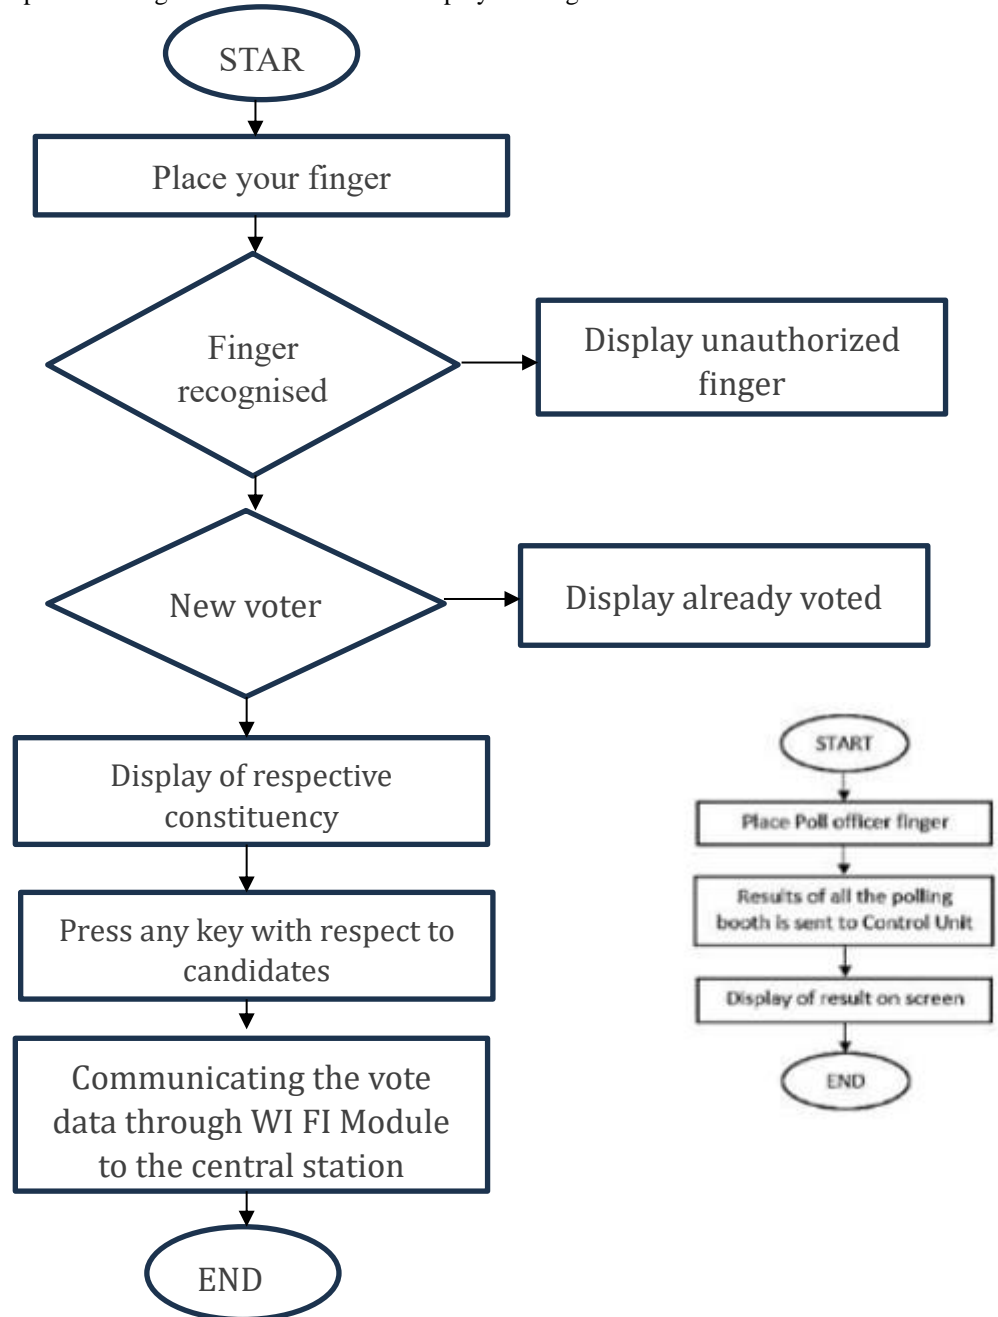 STAR
Place your finger
Finger
recognised
Display unauthorized
finger
New voter
Display already voted
Display of respective
constituency
Press any key with respect to
candidates
Communicating the vote
data through WI FI Module
to the central station
END
START
Place Poll officer finger
Results of all the polling
booth is sent to Control Unit
Display of result on screen
END